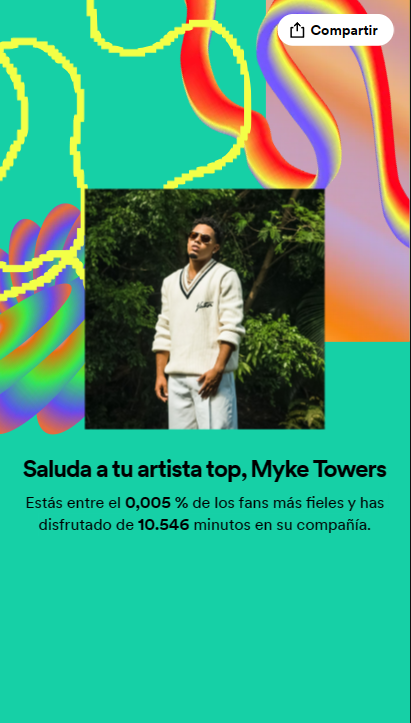 Compartir
Saluda a tu artista top, Myke Towers
Estás entre el 0,005 % de los fans más fieles y has
disfrutado de 10.546 minutos en su compañía.